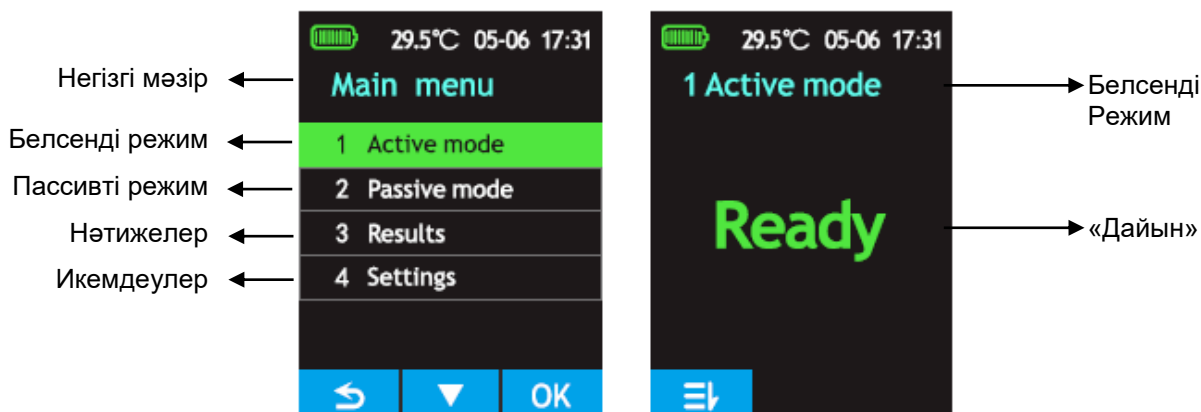 29.5℃ 05-06 17:31
Негізгі мәзір
Main menu
Белсенді режим
1 Active mode
Пассивті режим
2 Passive mode
Нәтижелер
3 Results
Икемдеулер
4 Settings
OK
29.5℃ 05-06 17:31
1 Active mode
Белсенді
Режим
Ready
«Дайын»